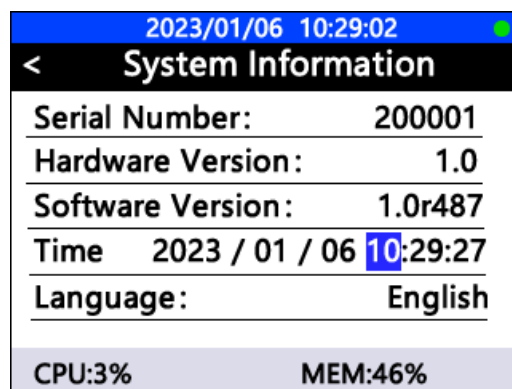 2023/01/06 10:29:02
< System Information
Serial Number: 200001
Hardware Version: 1.0
Software Version: 1.0r487
Time 2023 / 01 / 06 10:29:27
Language: English
CPU:3% MEM:46%